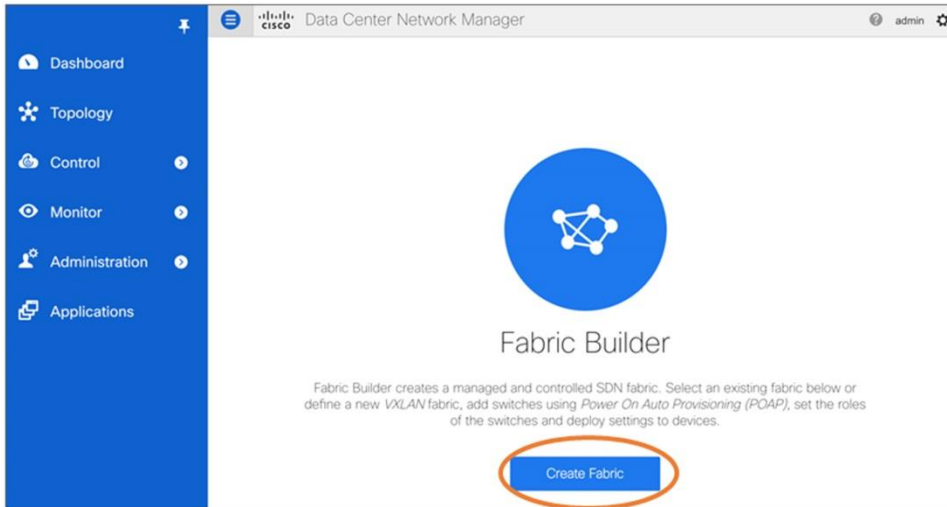 cisco Data Center Network Manager
admin
Dashboard
Topology
Control
Monitor
Administration
Applications
Fabric Builder
Fabric Builder creates a managed and controlled SDN fabric. Select an existing fabric below or
define a new VXLAN fabric, add switches using Power On Auto Provisioning (POAP), set the roles
of the switches and deploy settings to devices.
Create Fabric